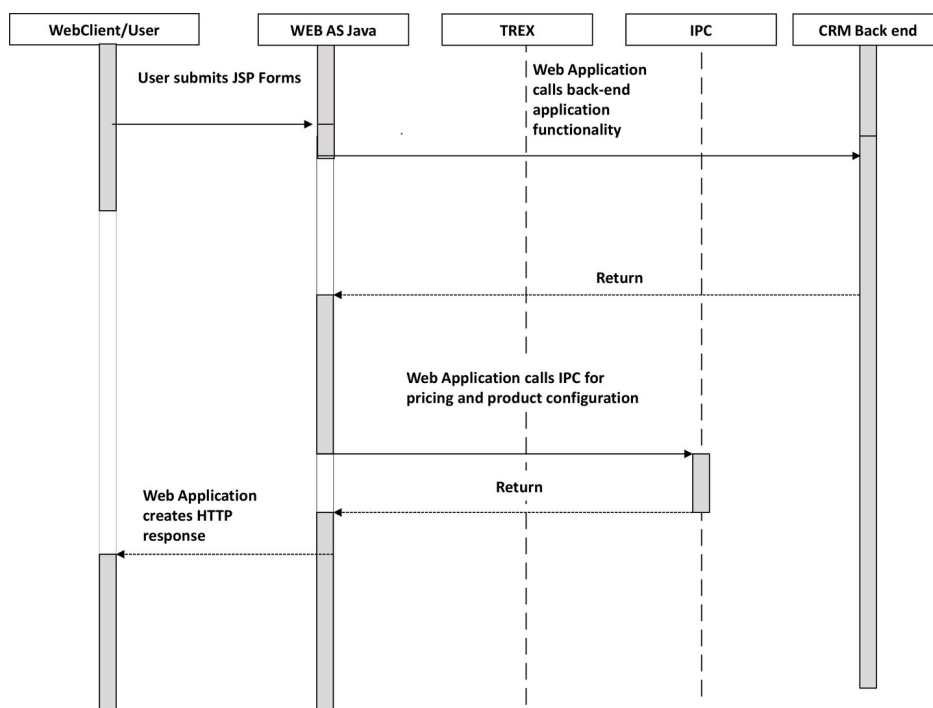 WebClient/User
WEB AS Java
TREX
IPC
CRM Back end
User submits JSP Forms
Web Application
calls back-end
application
functionality
Return
Web Application calls IPC for
pricing and product configuration
Return
Web Application
creates HTTP
response